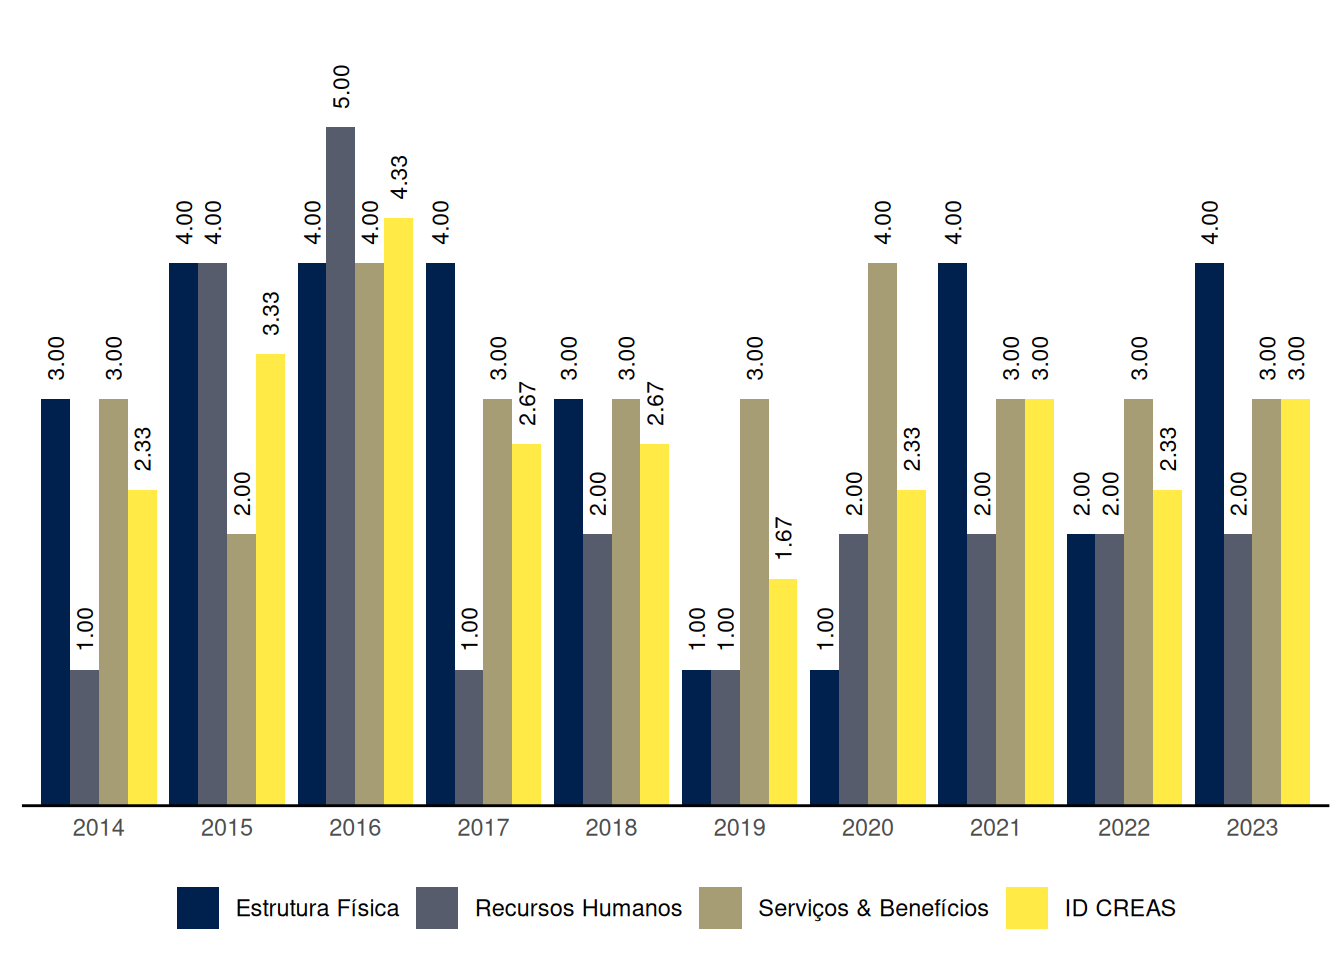 5.00
4.33
4.00 4.00 4.00 4.00 4.00 4.00 4.00 4.00
3.33
3.00 3.00 3.00 3.00 3.00 3.00 3.00 3.00 3.00 3.00 3.00
2.67 2.67
2.33 2.33 2.33
2.00 2.00 2.00 2.00 2.00 2.00 2.00
1.67
1.00 1.00 1.00 1.00 1.00
2014 2015 2016 2017 2018 2019 2020 2021 2022 2023
Estrutura Física Recursos Humanos Serviços & Benefícios ID CREAS